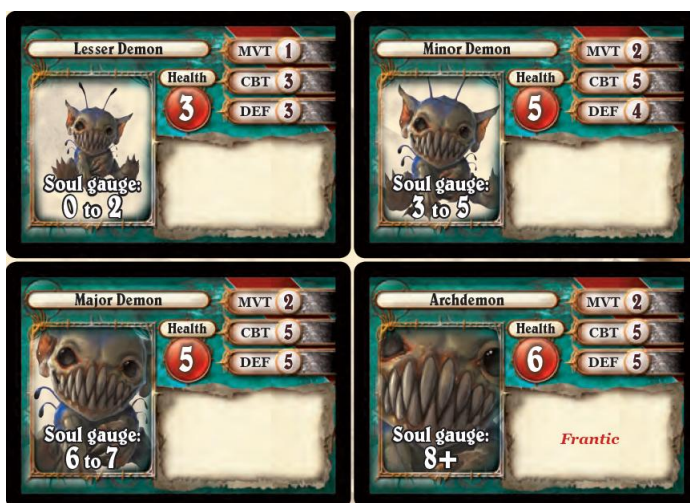 Lesser Demon
MVT 1
Health
3
CBT 3
DEF 3
Soul gauge:
0 to 2
Minor Demon
MVT 2
Health
5
CBT 5
DEF 4
Soul gauge:
3 to 5
Major Demon
MVT 2
Health
5
CBT 5
DEF 5
Soul gauge:
6 to 7
Archdemon
MVT 2
Health
6
CBT 5
DEF 5
Soul gauge:
8+
Frantic